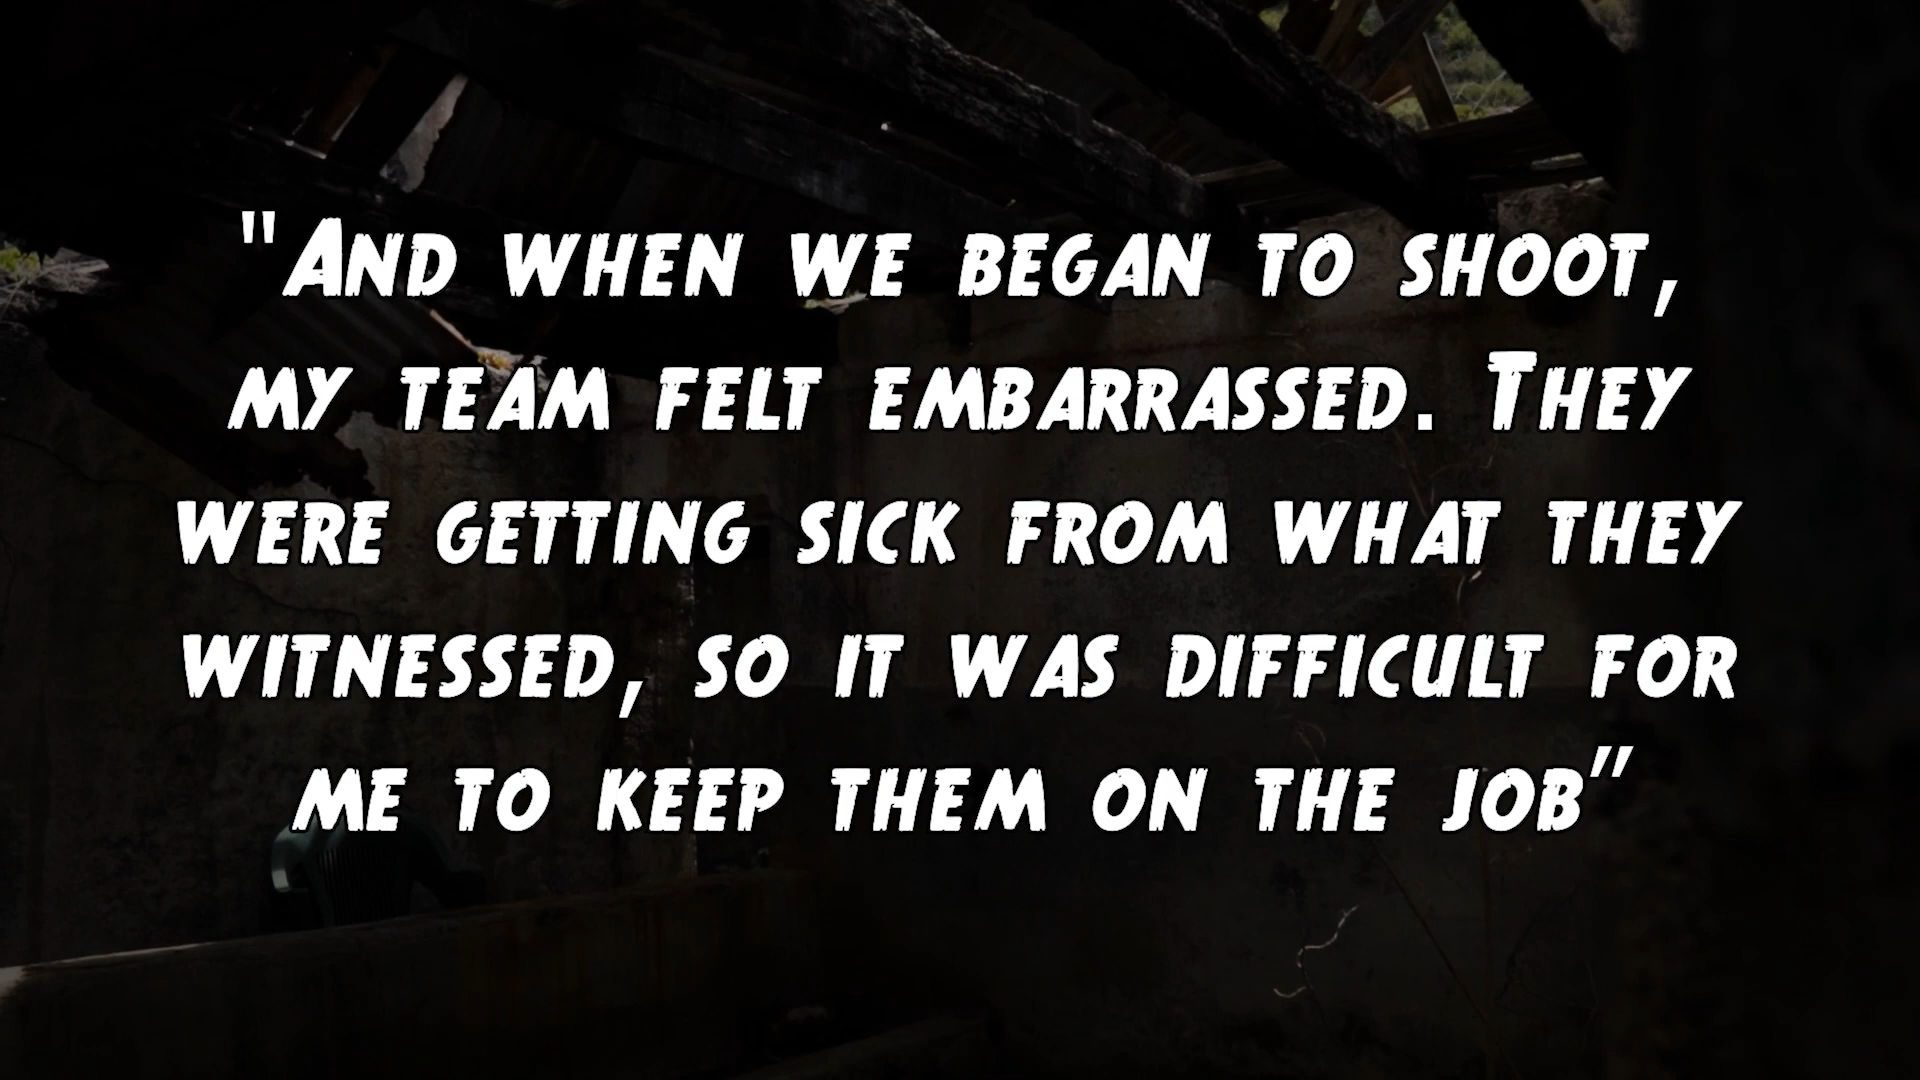 "And when we began to shoot,
my team felt embarrassed. They
were getting sick from what they
witnessed, so it was difficult for
me to keep them on the job"